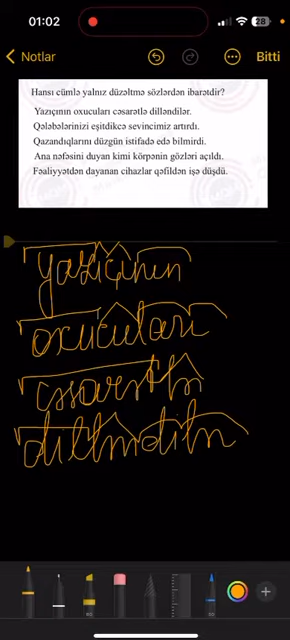 01:02
28
Notlar
Bitti
Hansı cümlə yalnız düzəltmə sözlərdən ibarətdir?
Yazıçının oxucuları cəsarətlə dilləndilər.
Qələbələrinizi eşitdikcə sevincimiz artırdı.
Qazandıqlarını düzgün istifadə edə bilmirdi.
Ana nəfəsini duyan kimi körpənin gözləri açıldı.
Fəaliyyətdən dayanan cihazlar qəfildən işə düşdü.
yazıçının
oxucuları